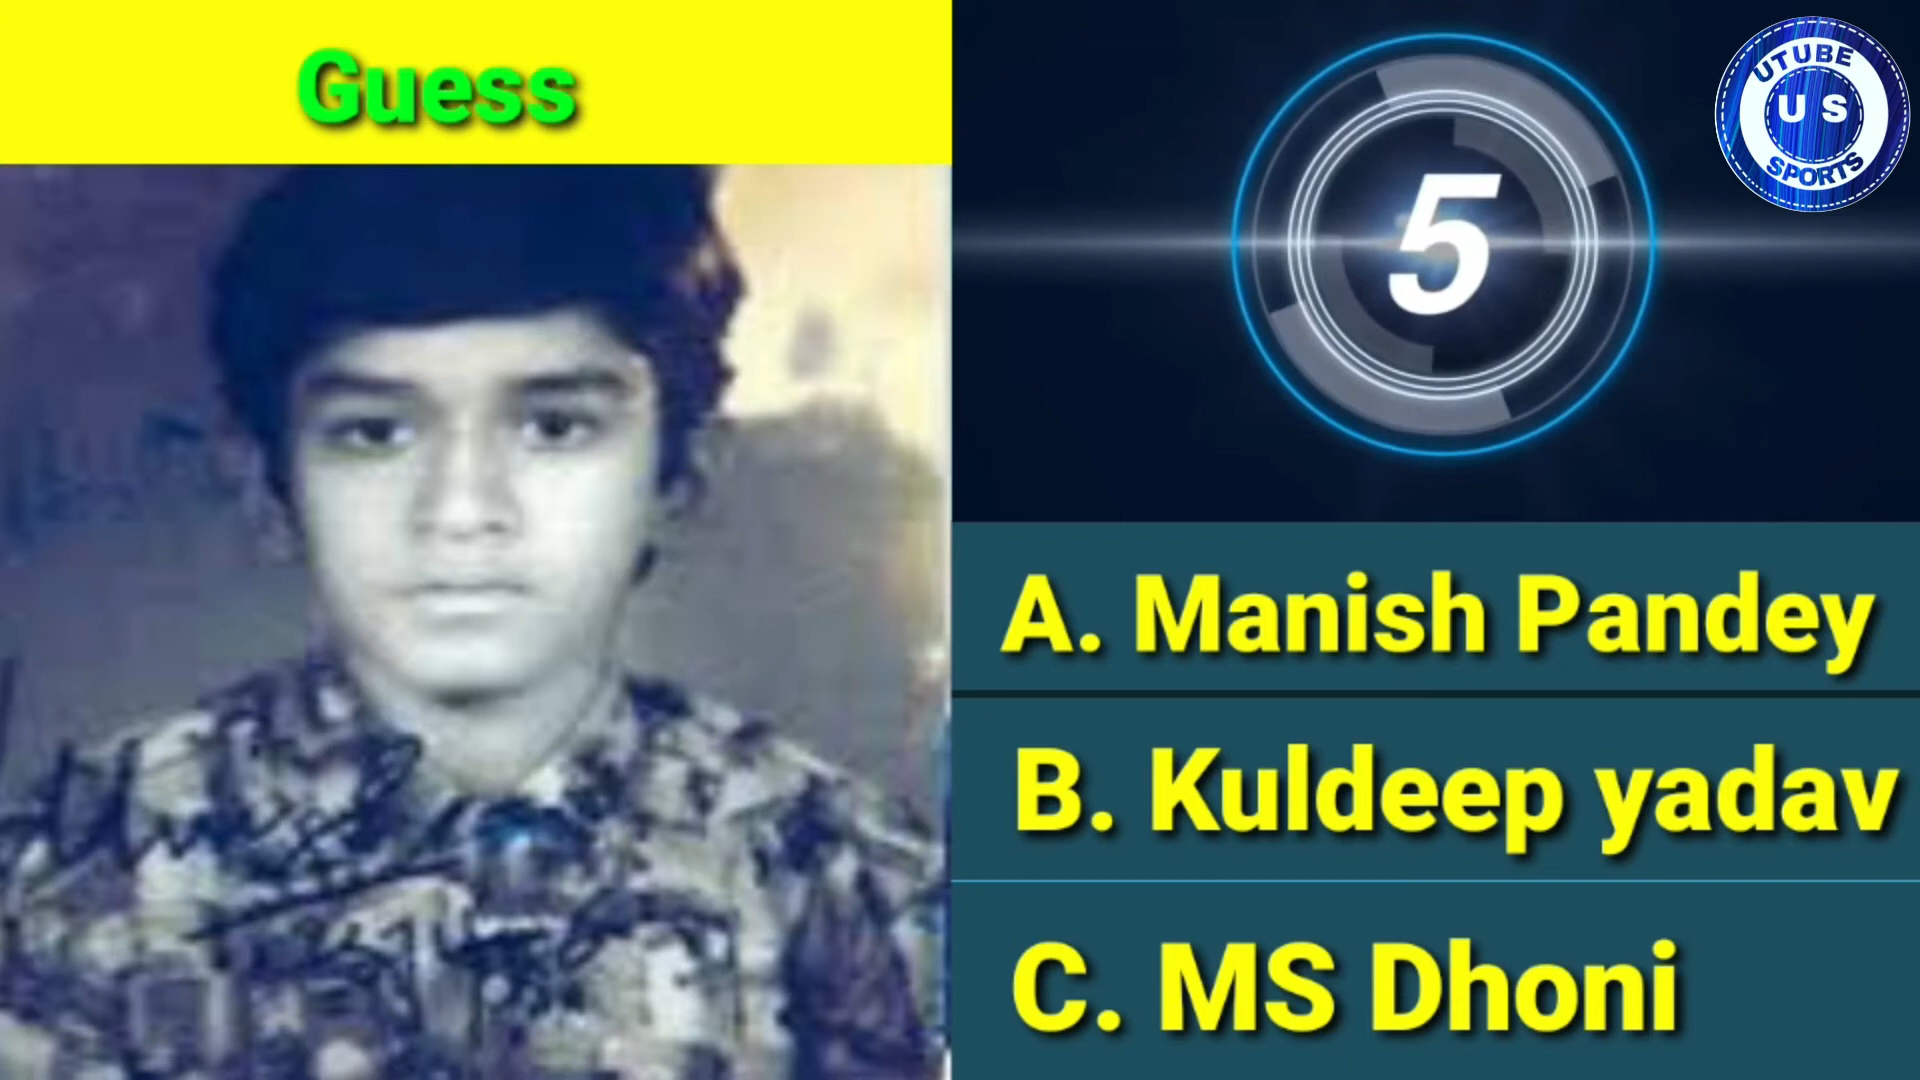 Guess
5
UTUBE
U S
SPORTS
A. Manish Pandey
B. Kuldeep yadav
C. MS Dhoni